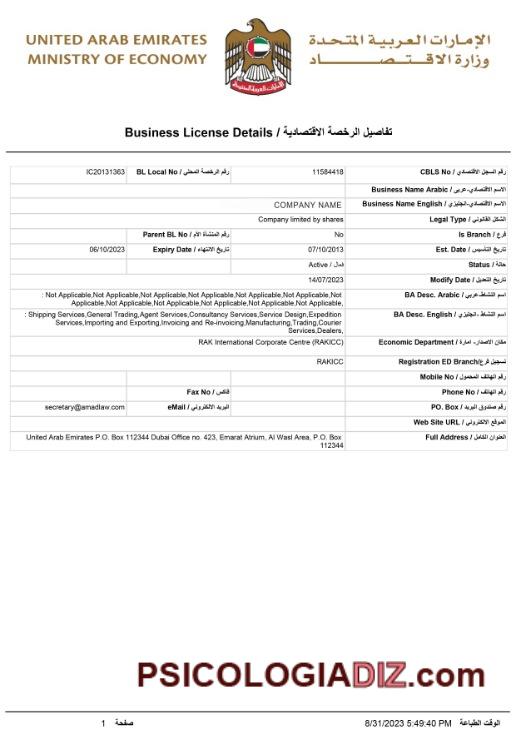 UNITED ARAB EMIRATES
MINISTRY OF ECONOMY
الإمارات العربية المتحدة
وزارة الاقتصاد
Business License Details / تفاصيل الرخصة الاقتصادية
IC20131363 رقم الرخصة المحلي / BL Local No 11584418 رقم السجل الاقتصادي / CBLS No
الاسم الاقتصادي-عربي / Business Name Arabic
COMPANY NAME الاسم الاقتصادي-انجليزي / Business Name English
Company limited by shares الشكل القانوني / Legal Type
رقم المنشأة الأم / Parent BL No No فرع / Is Branch
06/10/2023 تاريخ الانتهاء / Expiry Date 07/10/2013 تاريخ التأسيس / Est. Date
Active / فعال حالة / Status
14/07/2023 تاريخ التعديل / Modify Date
: Not Applicable,Not Applicable,Not Applicable,Not Applicable,Not Applicable,Not Applicable,Not اسم النشاط-عربي / BA Desc. Arabic
Applicable,Not Applicable,Not Applicable,Not Applicable,Not Applicable,Not Applicable,
: Shipping Services,General Trading,Agent Services,Consultancy Services,Service Design,Expedition اسم النشاط-انجليزي / BA Desc. English
Services,Importing and Exporting,Invoicing and Re-invoicing,Manufacturing,Trading,Courier
Services,Dealers,
RAK International Corporate Centre (RAKICC) مكان الاصدار- امارة / Economic Department
RAKICC تسجيل فرع/Registration ED Branch
رقم الهاتف المحمول / Mobile No
فاكس / Fax No رقم الهاتف / Phone No
secretary@amadlaw.com البريد الالكتروني / eMail رقم صندوق البريد / PO. Box
الموقع الالكتروني / Web Site URL
United Arab Emirates P.O. Box 112344 Dubai Office no. 423, Emarat Atrium, Al Wasl Area, P.O. Box العنوان الكامل / Full Address
112344
PSICOLOGIADIZ.com
1 صفحة 8/31/2023 5:49:40 PM الوقت الطباعة